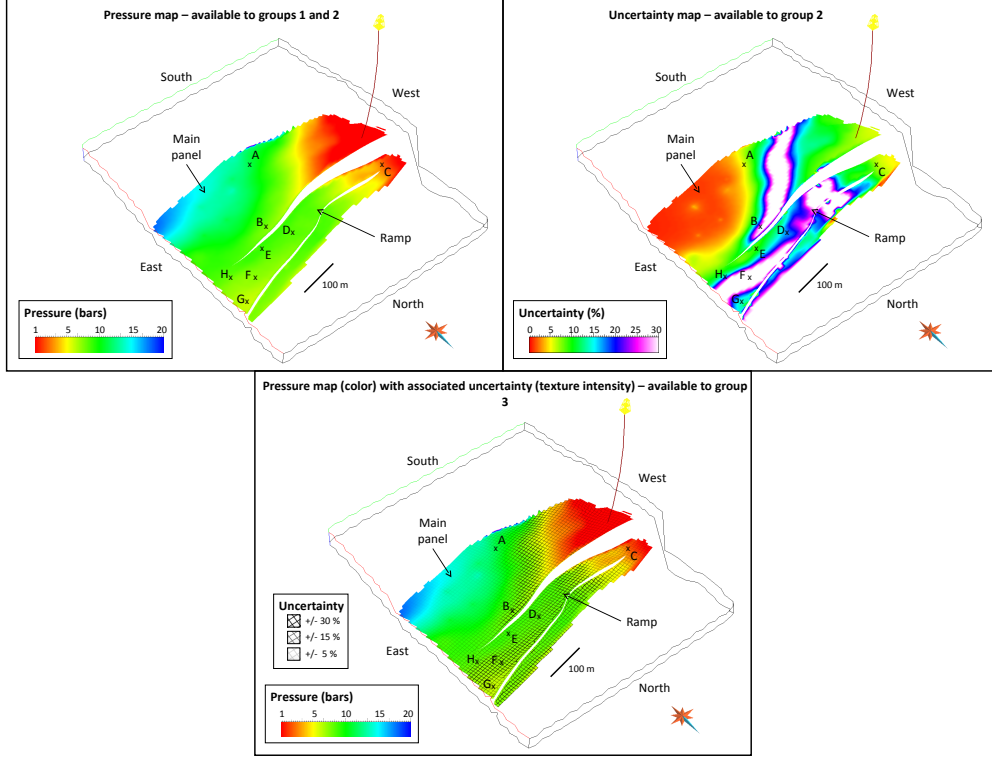 Pressure map – available to groups 1 and 2
South
West
Main
panel
A
C
B
D
E
H
F
G
Ramp
East
100 m
North
Pressure (bars)
1 5 10 15 20
Uncertainty map – available to group 2
South
West
Main
panel
A
C
B
D
E
H
F
G
Ramp
East
100 m
North
Uncertainty (%)
0 5 10 15 20 25 30
Pressure map (color) with associated uncertainty (texture intensity) – available to group
3
South
West
Main
panel
A
C
B
D
E
H
F
G
Ramp
East
100 m
North
Uncertainty
+/- 30 %
+/- 15 %
+/- 5 %
Pressure (bars)
1 5 10 15 20